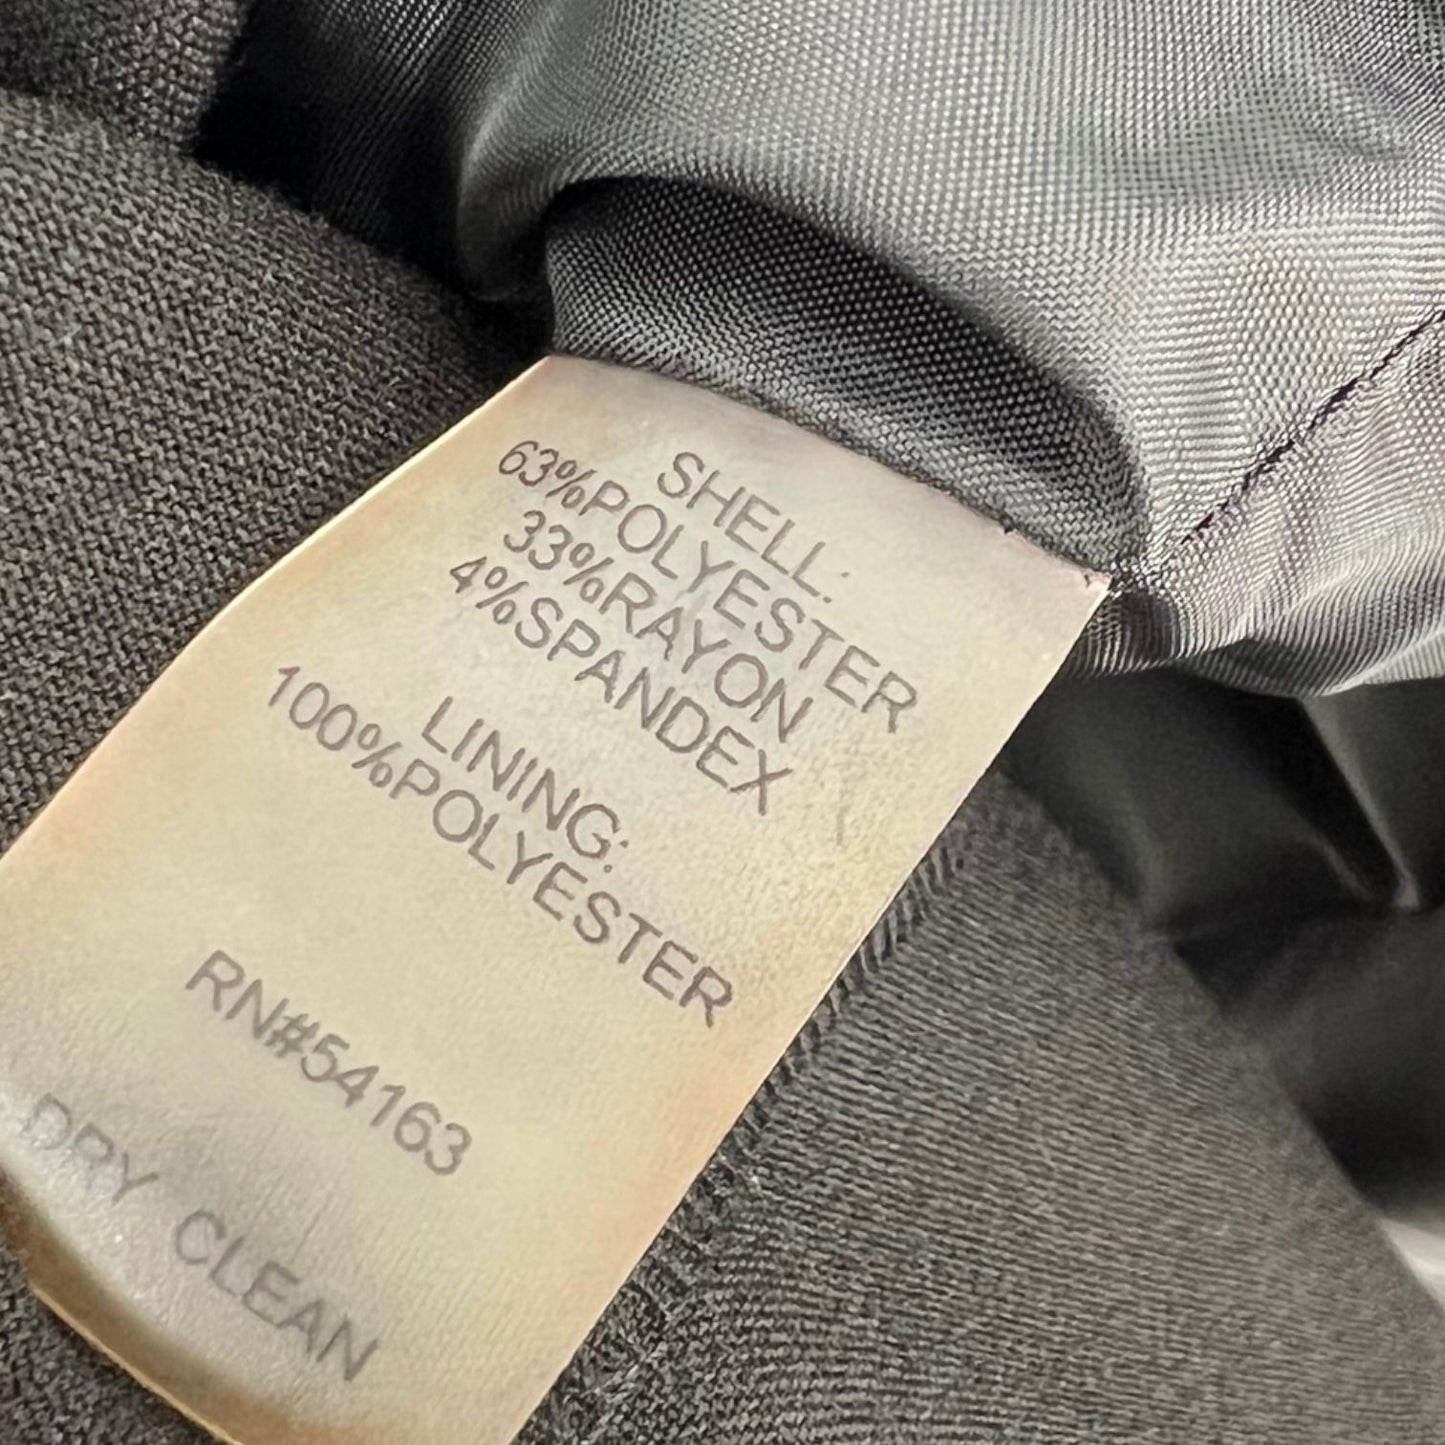 SHELL:
63%POLYESTER
33%RAYON
4%SPANDEX
LINING:
100%POLYESTER
RN#54163
DRY CLEAN